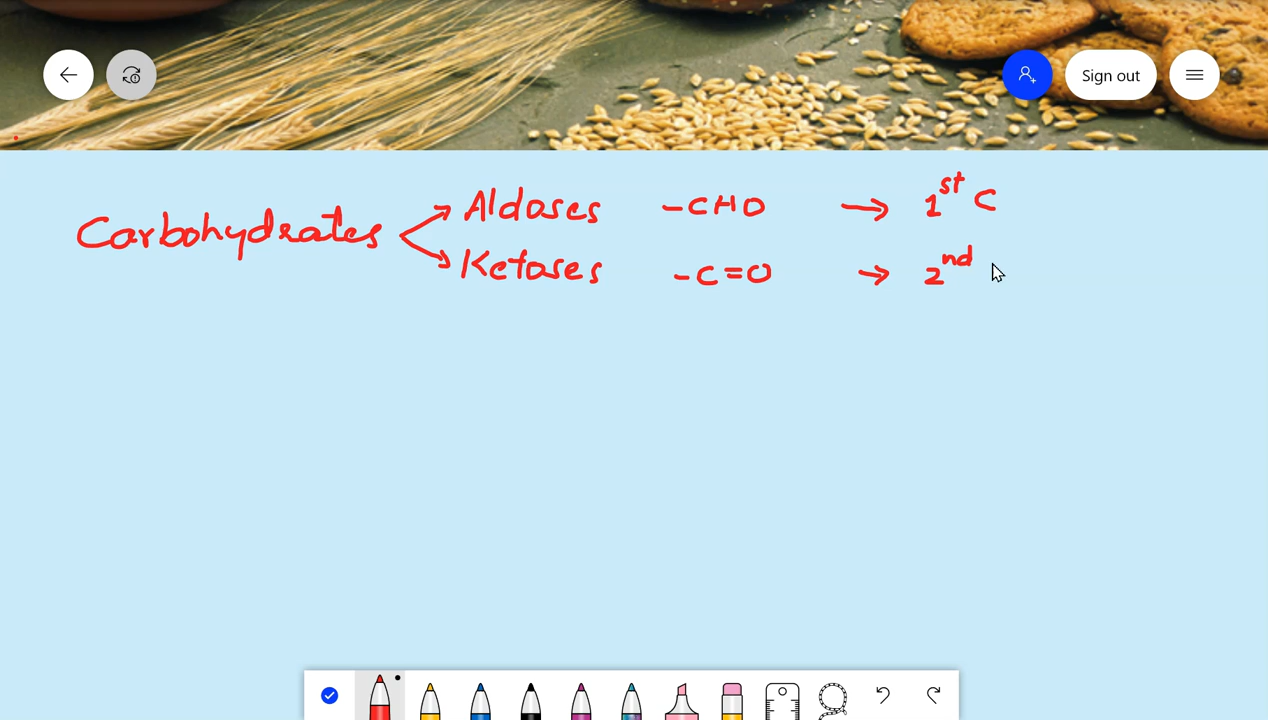 Sign out
Carbohydrates
Aldoses -CHO → 1st C
Ketoses -C=O → 2nd